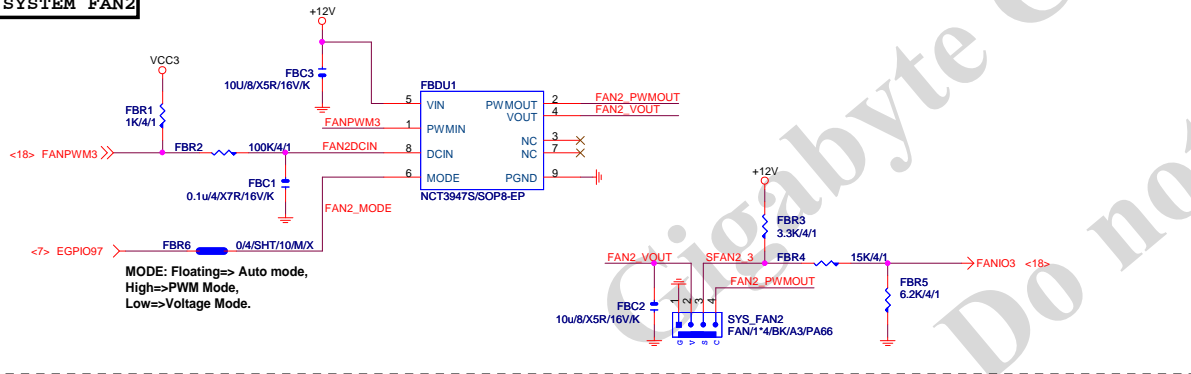 SYSTEM FAN2
+12V
VCC3
FBC3
10U/8/X5R/16V/K
FBDU1
FBR1
1K/4/1
5 VIN PWMOUT 2 FAN2_PWMOUT
VOUT 4 FAN2_VOUT
FANPWM3 1 PWMIN
NC 3
<18> FANPWM3 FBR2 100K/4/1 FAN2DCIN 8 DCIN NC 7
6 MODE PGND 9
FBC1
0.1u/4/X7R/16V/K
NCT3947S/SOP8-EP
FAN2_MODE
<7> EGPIO97 FBR6 0/4/SHT/10/M/X
MODE: Floating=> Auto mode,
High=>PWM Mode,
Low=>Voltage Mode.
+12V
FBR3
3.3K/4/1
FAN2_VOUT SFAN2_3 FBR4 15K/4/1 FANIO3 <18>
FAN2_PWMOUT
FBR5
6.2K/4/1
FBC2
10u/8/X5R/16V/K
1 2 3 4
G V S C
SYS_FAN2
FAN/1*4/BK/A3/PA66
Gigabyte C
Do not